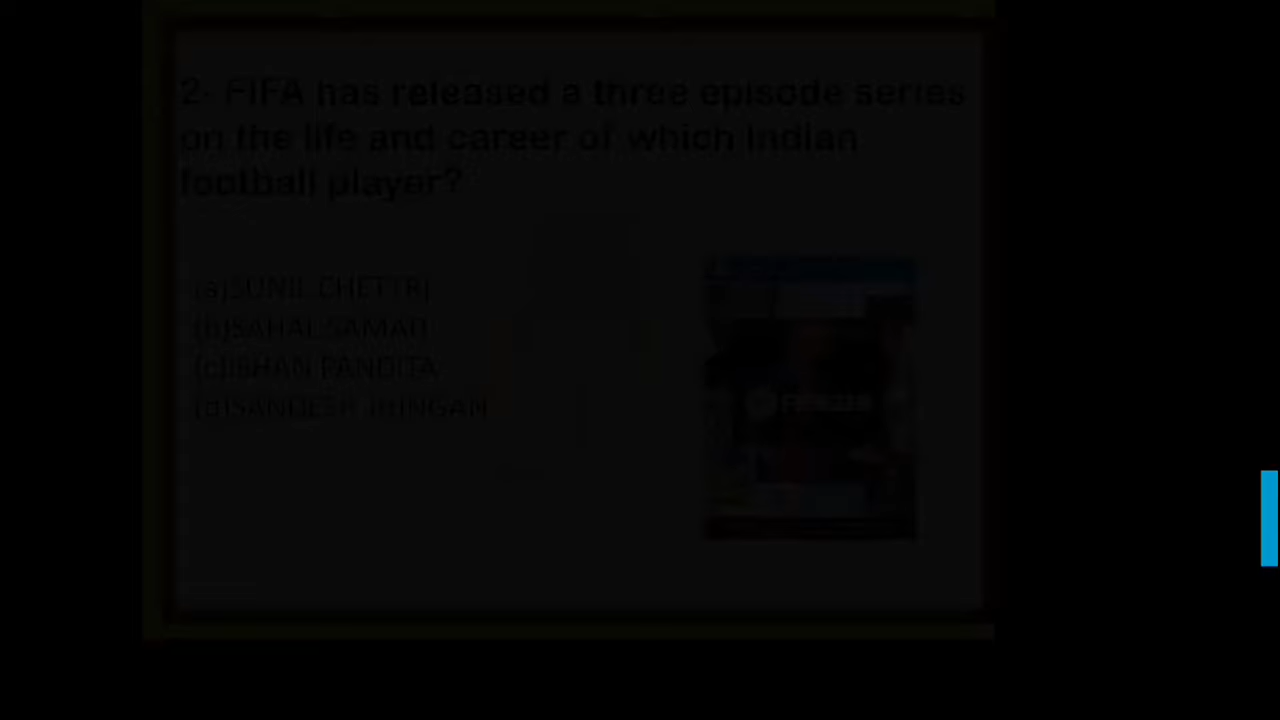 2- FIFA has released a three episode series
on the life and career of which Indian
football player?
(a)SUNIL CHETTRI
(b)SAHAL SAMAD
(c)ISHAN PANDITA
(d)SANDESH JHINGAN